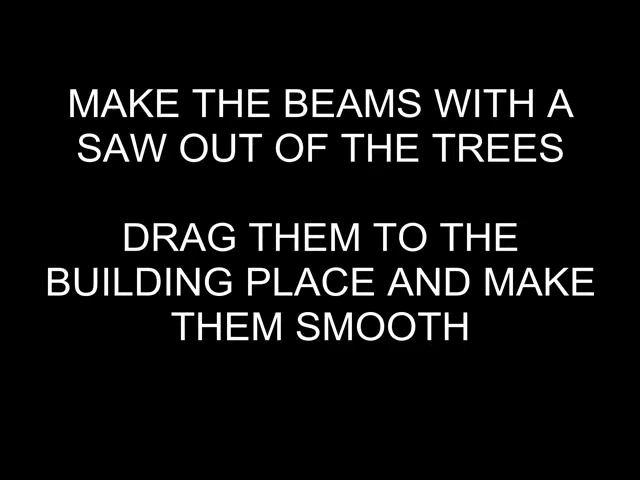 MAKE THE BEAMS WITH A
SAW OUT OF THE TREES
DRAG THEM TO THE
BUILDING PLACE AND MAKE
THEM SMOOTH